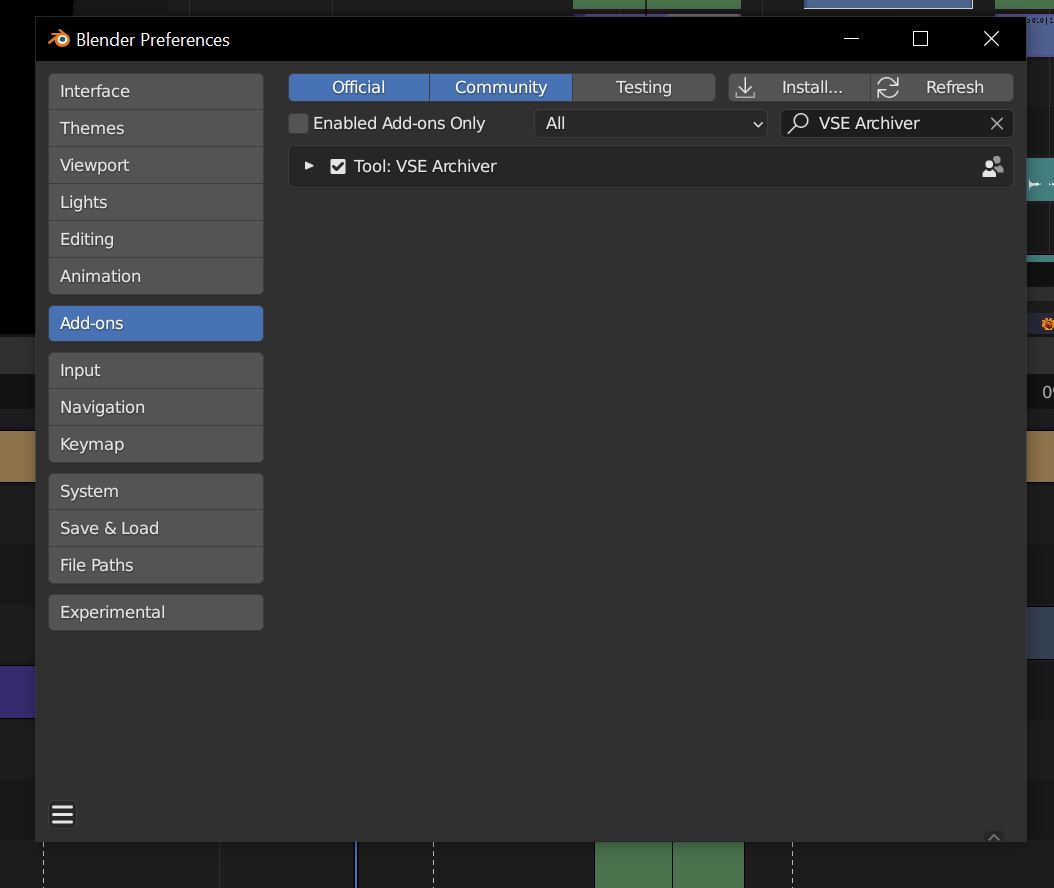 Blender Preferences
Interface
Themes
Viewport
Lights
Editing
Animation
Add-ons
Input
Navigation
Keymap
System
Save & Load
File Paths
Experimental
Official Community Testing Install... Refresh
Enabled Add-ons Only All VSE Archiver
Tool: VSE Archiver